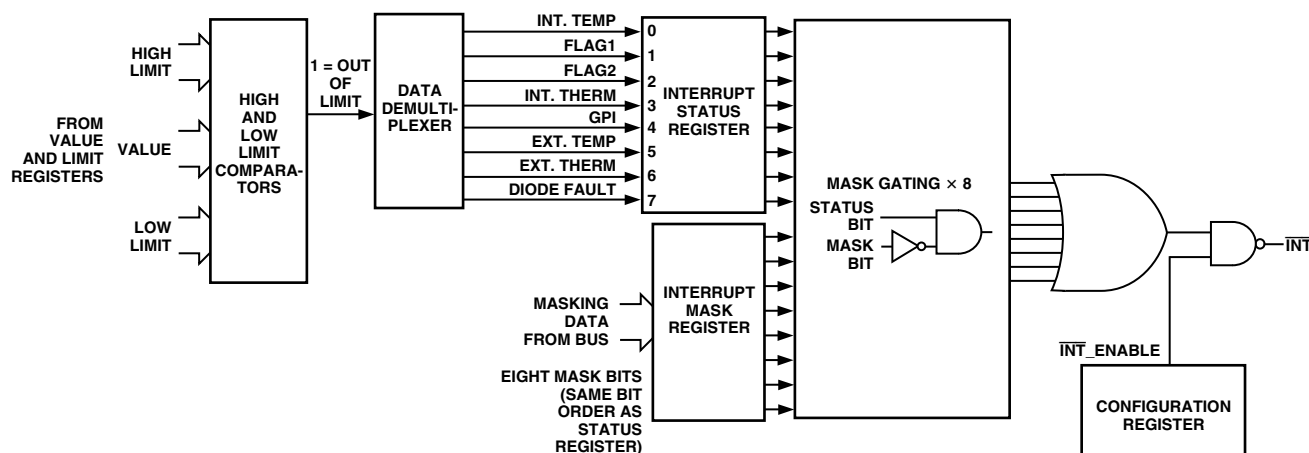 HIGH
LIMIT
FROM
VALUE
AND LIMIT
REGISTERS
VALUE
LOW
LIMIT
HIGH
AND
LOW
LIMIT
COMPARA-
TORS
1 = OUT
OF
LIMIT
DATA
DEMULTI-
PLEXER
INT. TEMP
FLAG1
FLAG2
INT. THERM
GPI
EXT. TEMP
EXT. THERM
DIODE FAULT
0
1
2
3
4
5
6
7
INTERRUPT
STATUS
REGISTER
MASKING
DATA
FROM BUS
EIGHT MASK BITS
(SAME BIT
ORDER AS
STATUS
REGISTER)
INTERRUPT
MASK
REGISTER
MASK GATING × 8
STATUS
BIT
MASK
BIT
INT
INT_ENABLE
CONFIGURATION
REGISTER